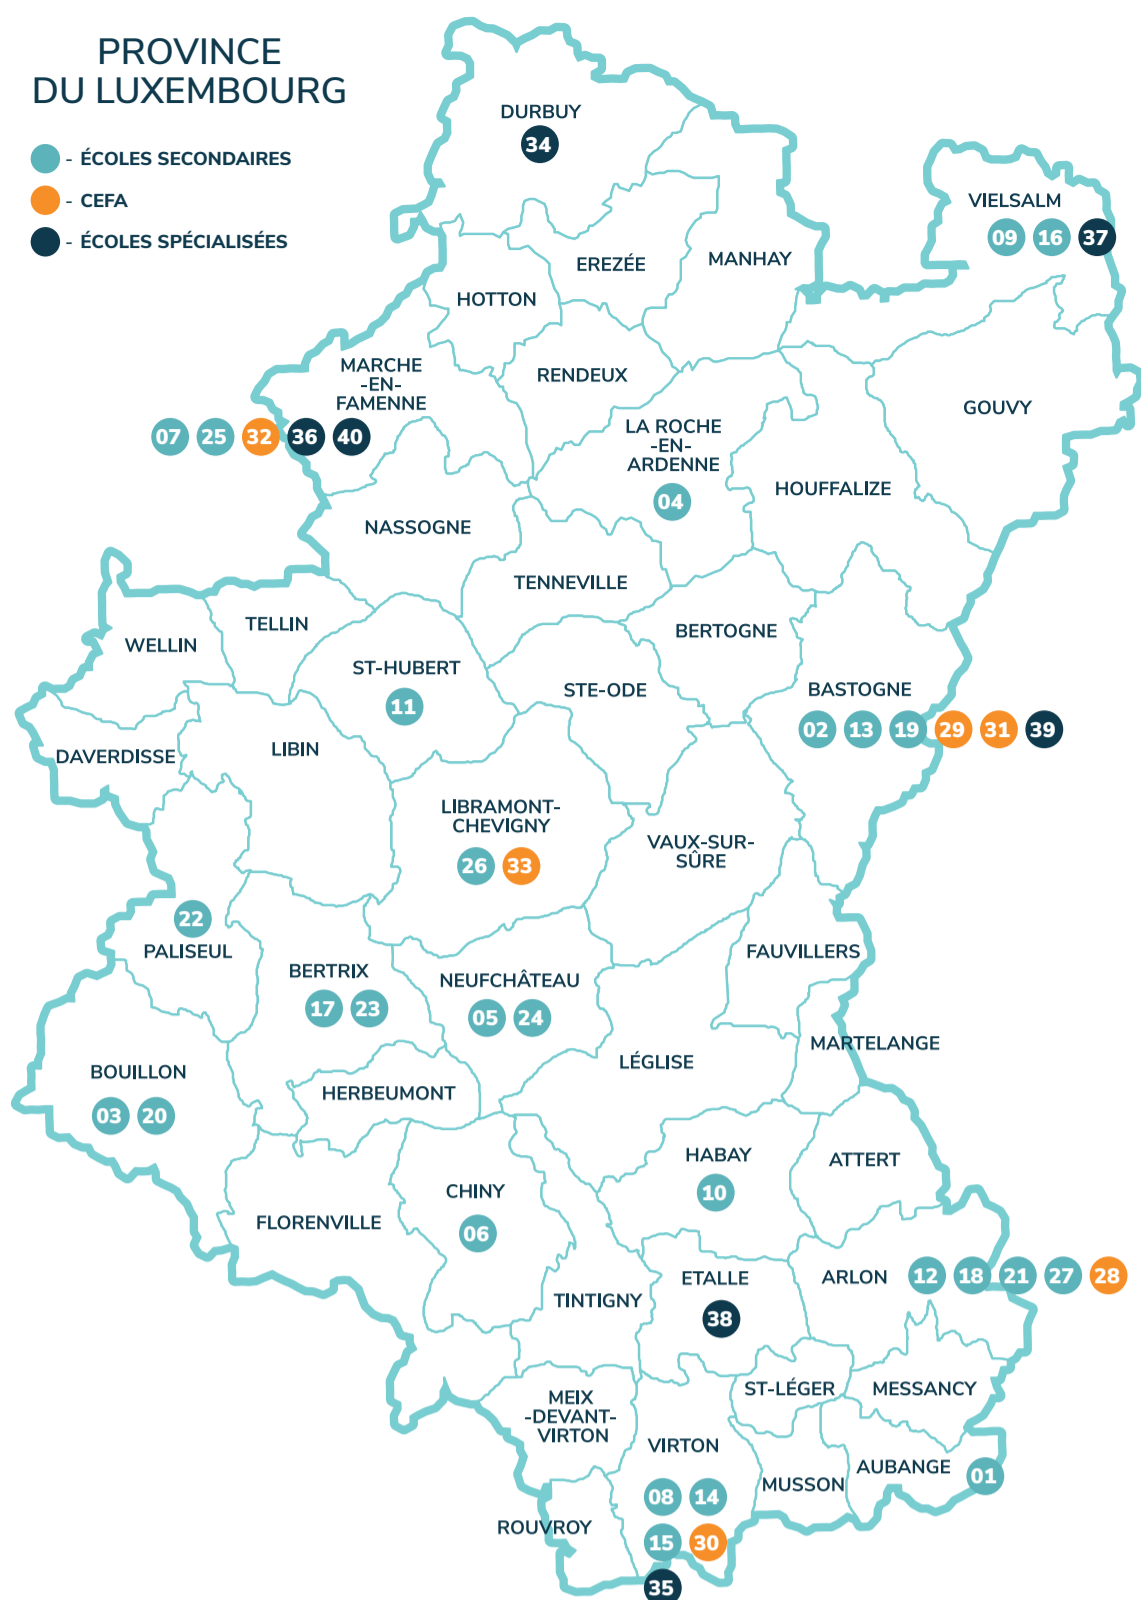 PROVINCE
DU LUXEMBOURG
- ÉCOLES SECONDAIRES
- CEFA
- ÉCOLES SPÉCIALISÉES
DURBUY
34
VIELSALM
09 16 37
EREZÉE
MANHAY
HOTTON
MARCHE
-EN-
FAMENNE
07 25 32 36 40
RENDEUX
GOUVY
LA ROCHE
-EN-
ARDENNE
04
HOUFFALIZE
NASSOGNE
TENNEVILLE
TELLIN
WELLIN
BERTOGNE
ST-HUBERT
11
STE-ODE
BASTOGNE
02 13 19 29 31 39
DAVERDISSE
LIBIN
LIBRAMONT-
CHEVIGNY
26 33
VAUX-SUR-
SÛRE
22
PALISEUL
FAUVILLERS
BERTRIX
17 23
NEUFCHÂTEAU
05 24
MARTELANGE
LÉGLISE
BOUILLON
03 20
HERBEUMONT
HABAY
10
ATTERT
CHINY
06
FLORENVILLE
ETALLE
38
ARLON 12 18 21 27 28
TINTIGNY
ST-LÉGER
MESSANCY
MEIX
-DEVANT-
VIRTON
VIRTON
08 14
15 30
35
AUBANGE 01
MUSSON
ROUVROY